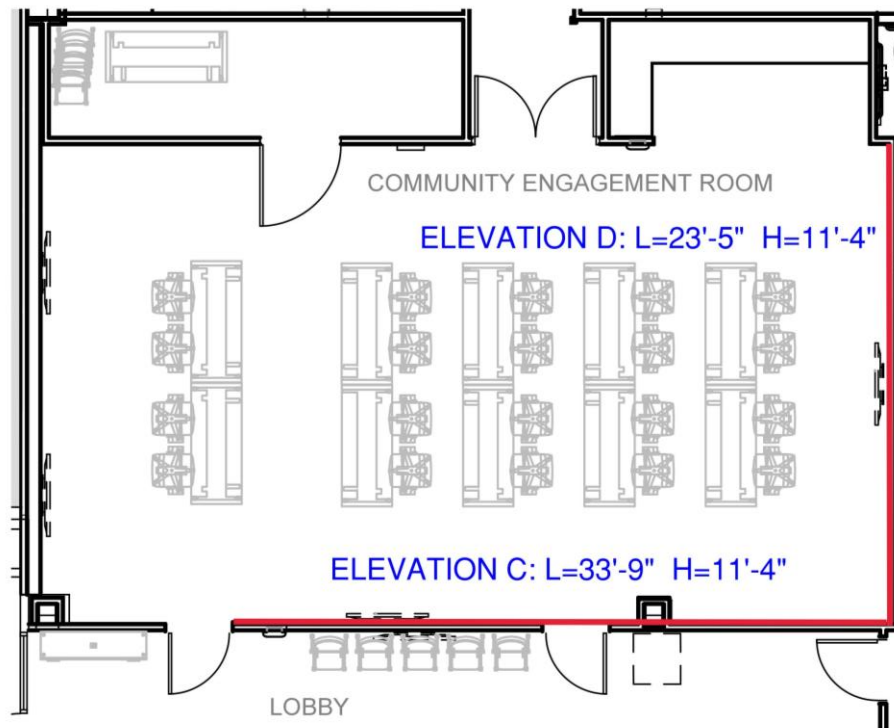 COMMUNITY ENGAGEMENT ROOM
ELEVATION D: L=23'-5" H=11'-4"
ELEVATION C: L=33'-9" H=11'-4"
LOBBY